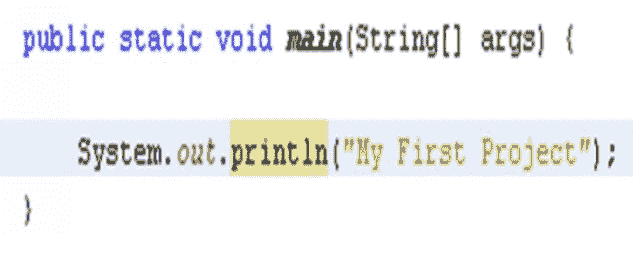 public static void main(String[] args) {
System.out.println("My First Project");
}